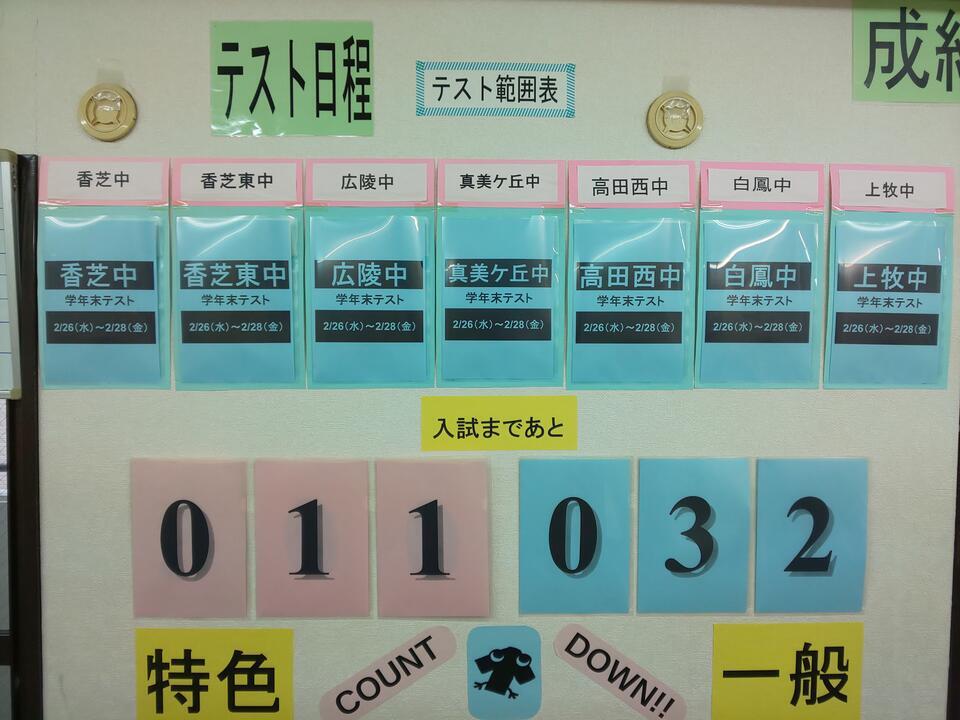 テスト日程
テスト範囲表
香芝中
香芝東中
広陵中
真美ケ丘中
高田西中
白鳳中
上牧中
香芝中
学年末テスト
2/26(水)～2/28(金)
香芝東中
学年末テスト
2/26(水)～2/28(金)
広陵中
学年末テスト
2/26(水)～2/28(金)
真美ケ丘中
学年末テスト
2/26(水)～2/28(金)
高田西中
学年末テスト
2/26(水)～2/28(金)
白鳳中
学年末テスト
2/26(水)～2/28(金)
上牧中
学年末テスト
2/26(水)～2/28(金)
入試まであと
011
032
特色
COUNT
DOWN!!
一般